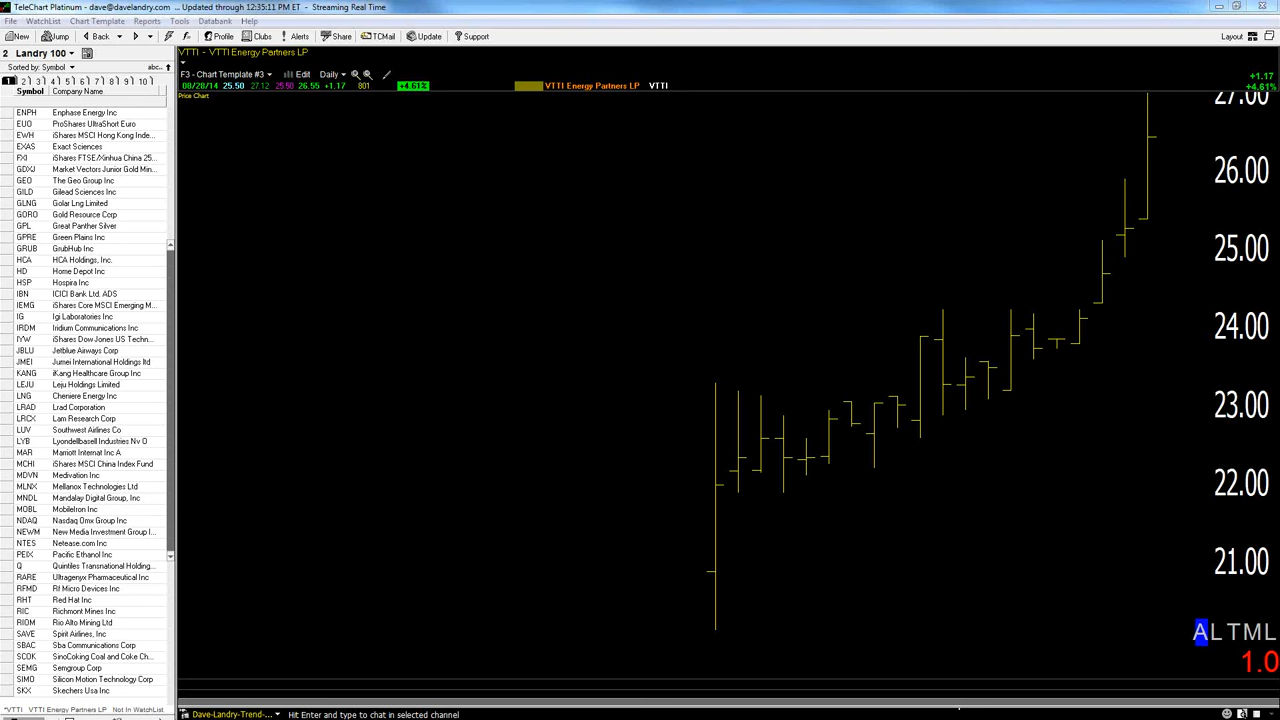 TeleChart Platinum - dave@davelandry.com ... Updated through 12:35:11 PM ET - Streaming Real Time
File WatchList Chart Template Reports Tools Databank Help
New Jump Back Profile Clubs Alerts Share TCMail Update Support Layout
2 Landry 100
Sorted by: Symbol abc..
1 2 3 4 5 6 7 8 9 10
Symbol Company Name
ENPH Enphase Energy Inc
EUO ProShares UltraShort Euro
EWH iShares MSCI Hong Kong Inde...
EXAS Exact Sciences
FXI iShares FTSE/Xinhua China 25...
GDXJ Market Vectors Junior Gold Min...
GEO The Geo Group Inc
GILD Gilead Sciences Inc
GLNG Golar Lng Limited
GORO Gold Resource Corp
GPL Great Panther Silver
GPRE Green Plains Inc
GRUB GrubHub Inc
HCA HCA Holdings, Inc.
HD Home Depot Inc
HSP Hospira Inc
IBN ICICI Bank Ltd. ADS
IEMG iShares Core MSCI Emerging M...
IG Igi Laboratories Inc
IRDM Iridium Communications Inc
IYW iShares Dow Jones US Techn...
JBLU Jetblue Airways Corp
JMEI Jumei International Holdings ltd
KANG iKang Healthcare Group Inc
LEJU Leju Holdings Limited
LNG Cheniere Energy Inc
LRAD Lrad Corporation
LRCX Lam Research Corp
LUV Southwest Airlines Co
LYB Lyondellbasell Industries Nv O
MAR Marriott Internat Inc A
MCHI iShares MSCI China Index Fund
MDVN Medivation Inc
MLNX Mellanox Technologies Ltd
MNDL Mandalay Digital Group, Inc
MOBL MobileIron Inc
NDAQ Nasdaq Omx Group Inc
NEWM New Media Investment Group I...
NTES Netease.com Inc
PEIX Pacific Ethanol Inc
Q Quintiles Transnational Holding...
RARE Ultragenyx Pharmaceutical Inc
RFMD Rf Micro Devices Inc
RHT Red Hat Inc
RIC Richmont Mines Inc
RIOM Rio Alto Mining Ltd
SAVE Spirit Airlines, Inc
SBAC Sba Communications Corp
SCOK SinoCoking Coal and Coke Ch...
SEMG Semgroup Corp
SIMO Silicon Motion Technology Corp
SKX Skechers Usa Inc
*VTTI VTTI Energy Partners LP Not In WatchList
VTTI - VTTI Energy Partners LP
F3 - Chart Template #3 Edit Daily
08/28/14 25.50 27.12 25.50 26.55 +1.17 801 +4.61% VTTI Energy Partners LP VTTI
+1.17
+4.61%
Price Chart
27.00
26.00
25.00
24.00
23.00
22.00
21.00
ALTML
1.0
Dave-Landry-Trend-... Hit Enter and type to chat in selected channel